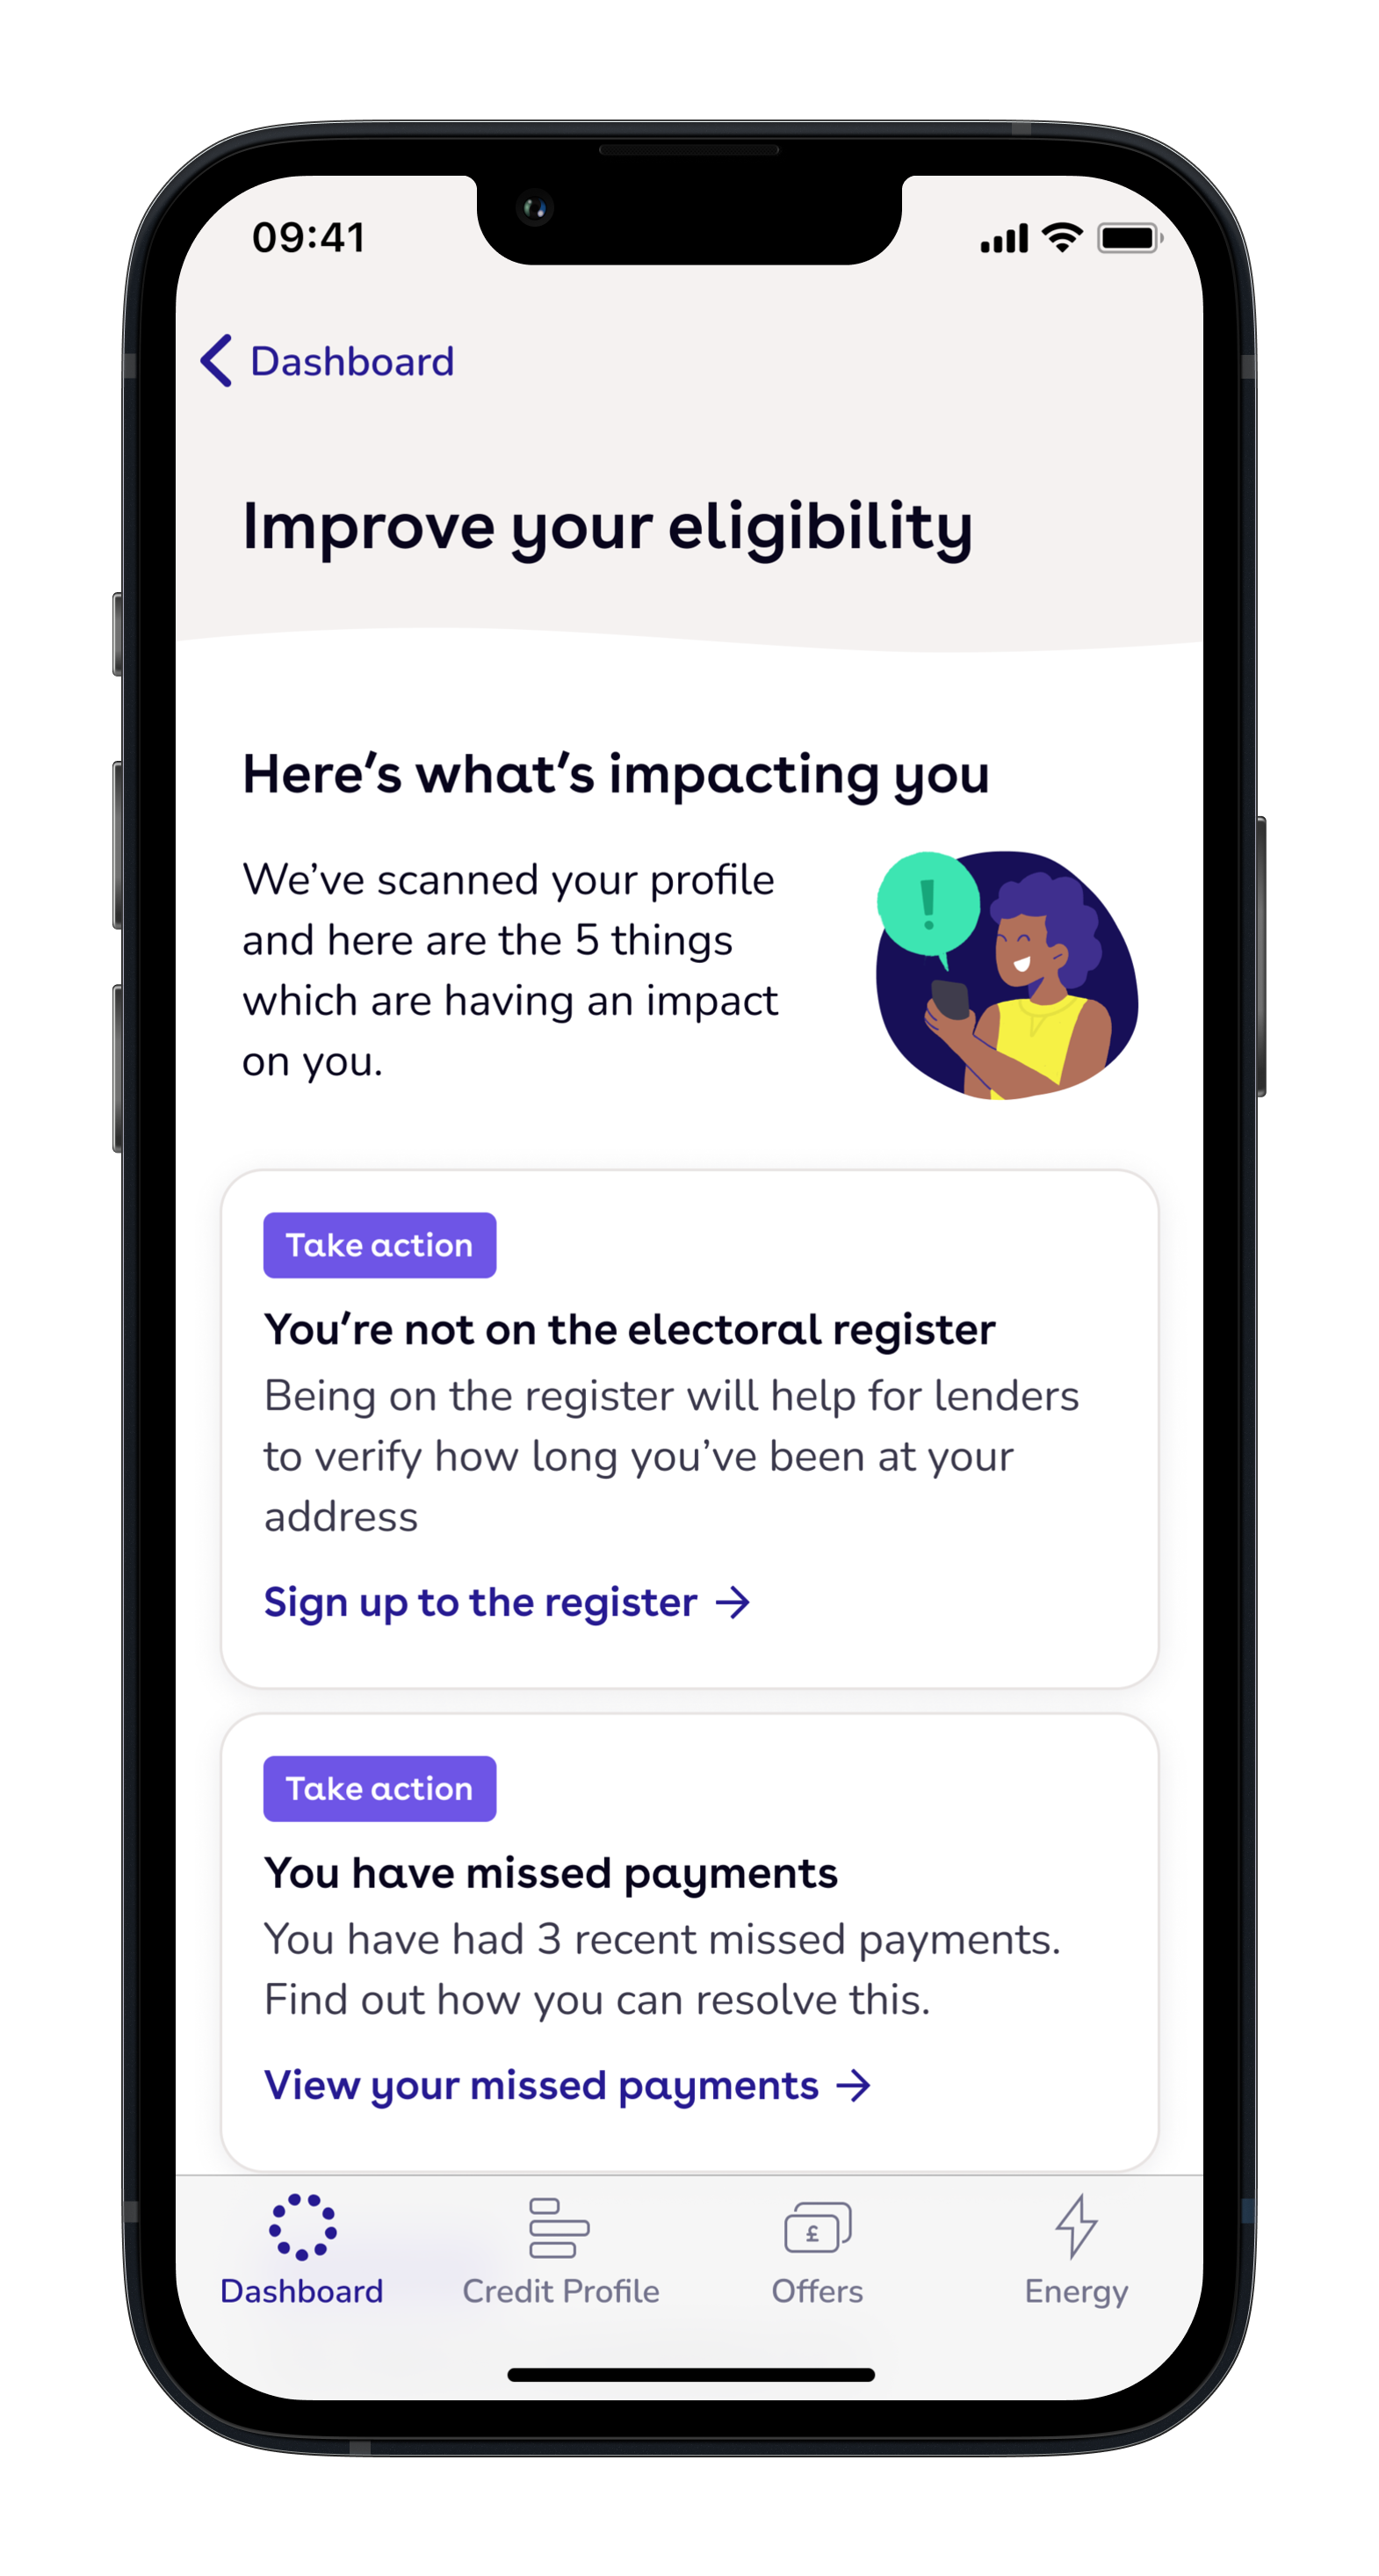 09:41
Dashboard
Improve your eligibility
Here’s what’s impacting you
We’ve scanned your profile
and here are the 5 things
which are having an impact
on you.
!
Take action
You’re not on the electoral register
Being on the register will help for lenders
to verify how long you’ve been at your
address
Sign up to the register →
Take action
You have missed payments
You have had 3 recent missed payments.
Find out how you can resolve this.
View your missed payments →
£
Dashboard
Credit Profile
Offers
Energy